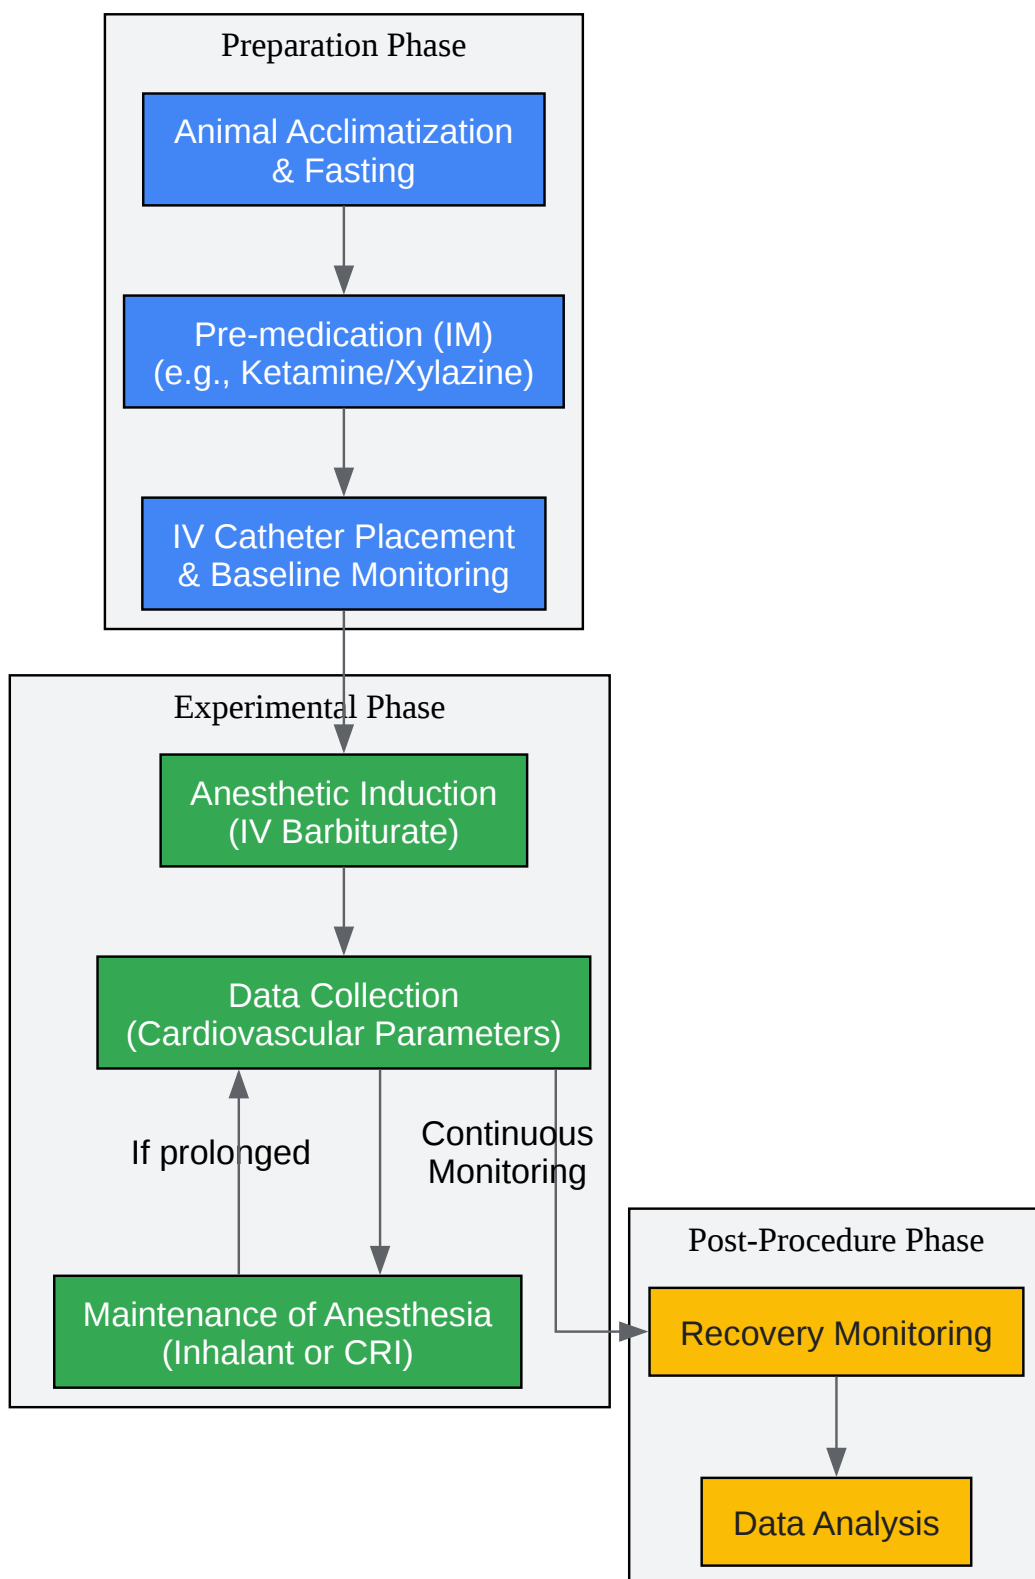 Preparation Phase
Animal Acclimatization
& Fasting
Pre-medication (IM)
(e.g., Ketamine/Xylazine)
IV Catheter Placement
& Baseline Monitoring
Experimental Phase
Anesthetic Induction
(IV Barbiturate)
Data Collection
(Cardiovascular Parameters)
If prolonged
Continuous
Monitoring
Maintenance of Anesthesia
(Inhalant or CRI)
Post-Procedure Phase
Recovery Monitoring
Data Analysis